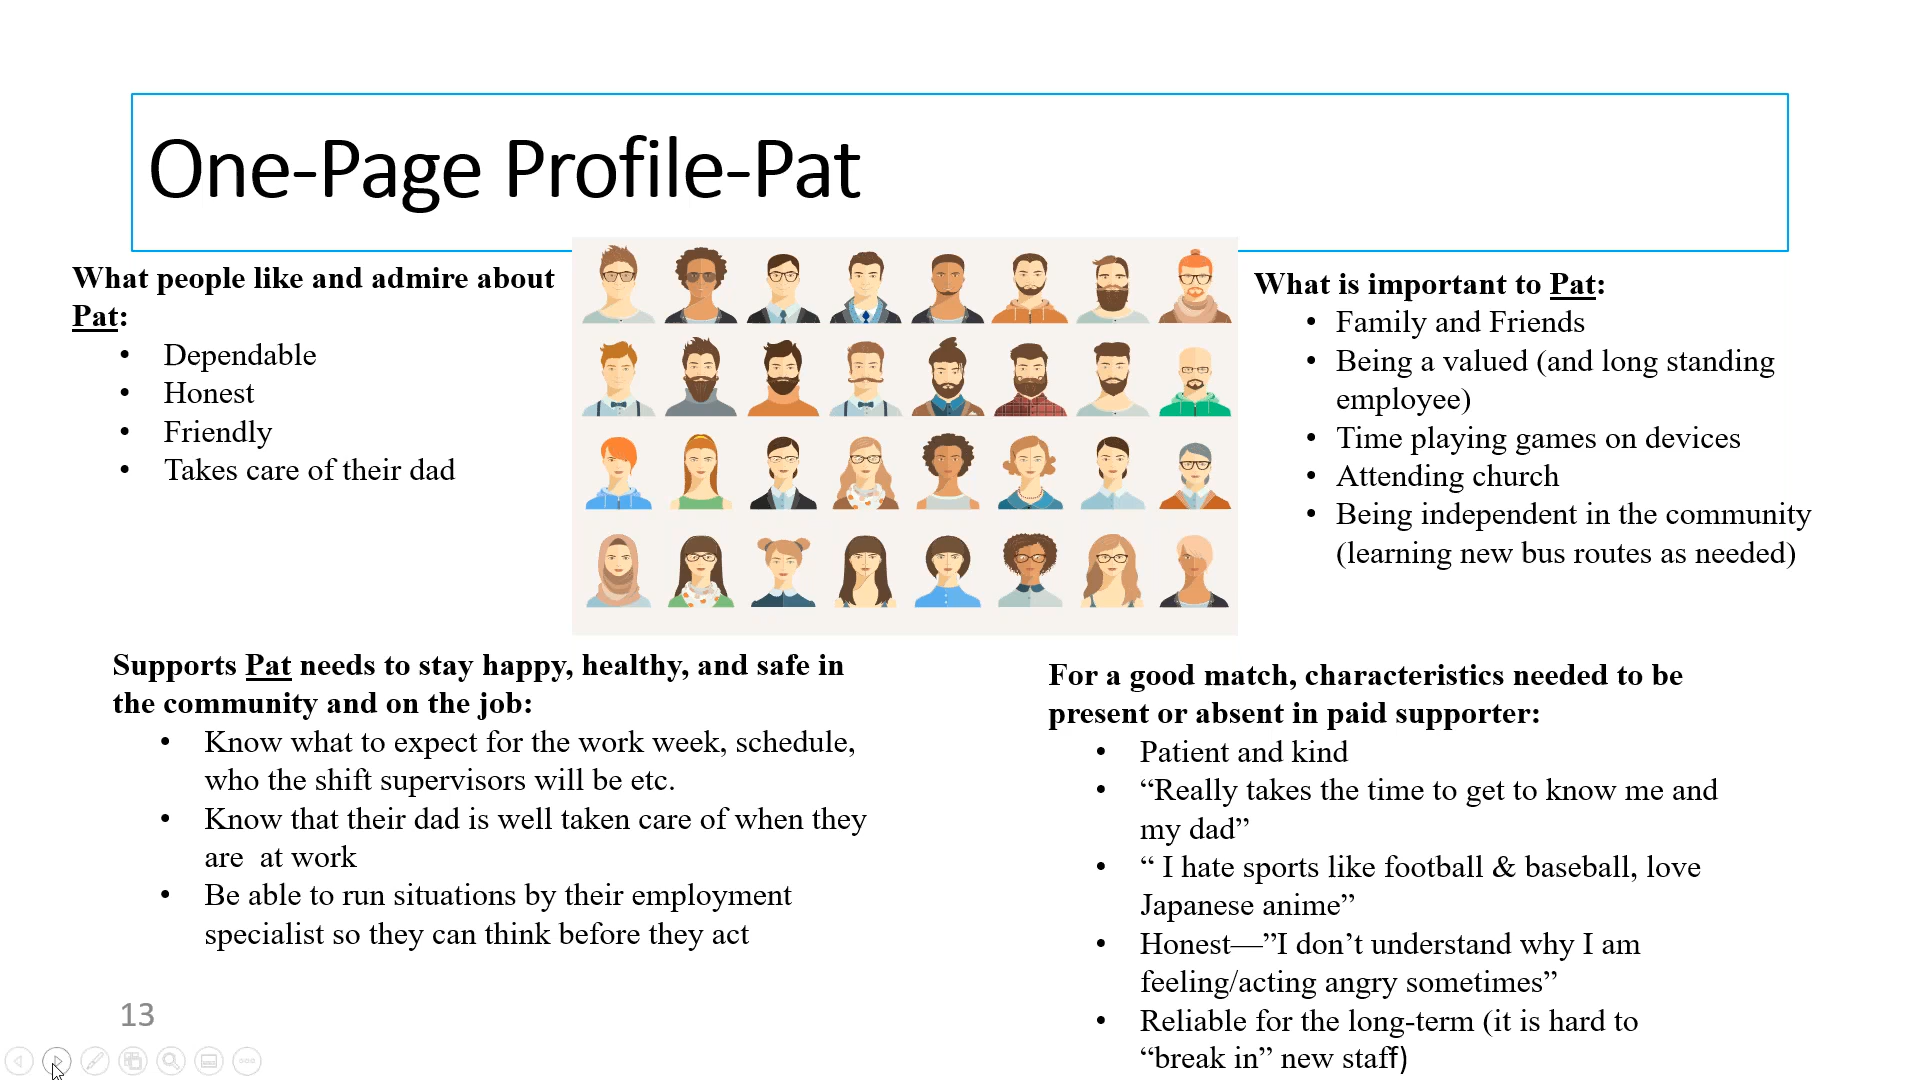 One-Page Profile-Pat
What people like and admire about
Pat:
• Dependable
• Honest
• Friendly
• Takes care of their dad
What is important to Pat:
• Family and Friends
• Being a valued (and long standing
employee)
• Time playing games on devices
• Attending church
• Being independent in the community
(learning new bus routes as needed)
Supports Pat needs to stay happy, healthy, and safe in
the community and on the job:
• Know what to expect for the work week, schedule,
who the shift supervisors will be etc.
• Know that their dad is well taken care of when they
are  at work
• Be able to run situations by their employment
specialist so they can think before they act
For a good match, characteristics needed to be
present or absent in paid supporter:
• Patient and kind
• “Really takes the time to get to know me and
my dad”
• “ I hate sports like football & baseball, love
Japanese anime”
• Honest—”I don’t understand why I am
feeling/acting angry sometimes”
• Reliable for the long-term (it is hard to
“break in” new staff)
13